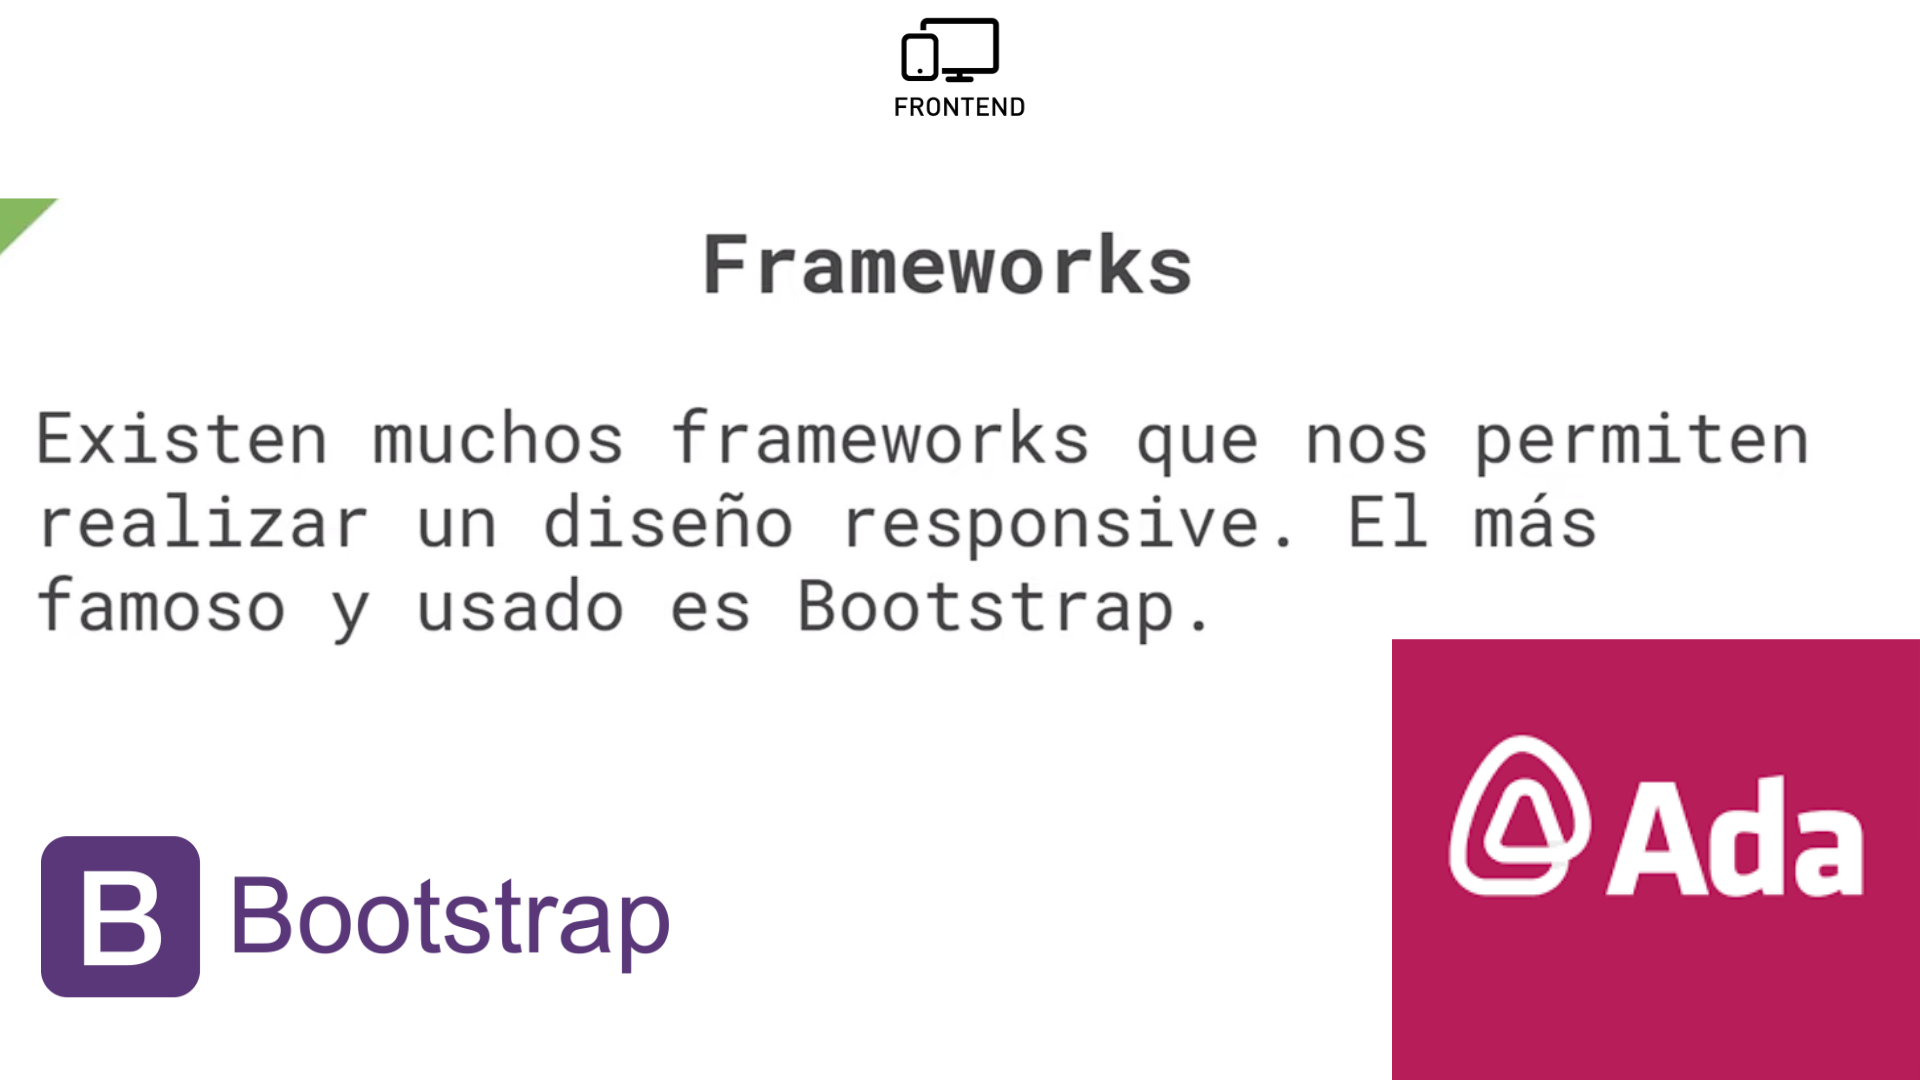 FRONTEND
Frameworks
Existen muchos frameworks que nos permiten
realizar un diseño responsive. El más
famoso y usado es Bootstrap.
B Bootstrap
Ada